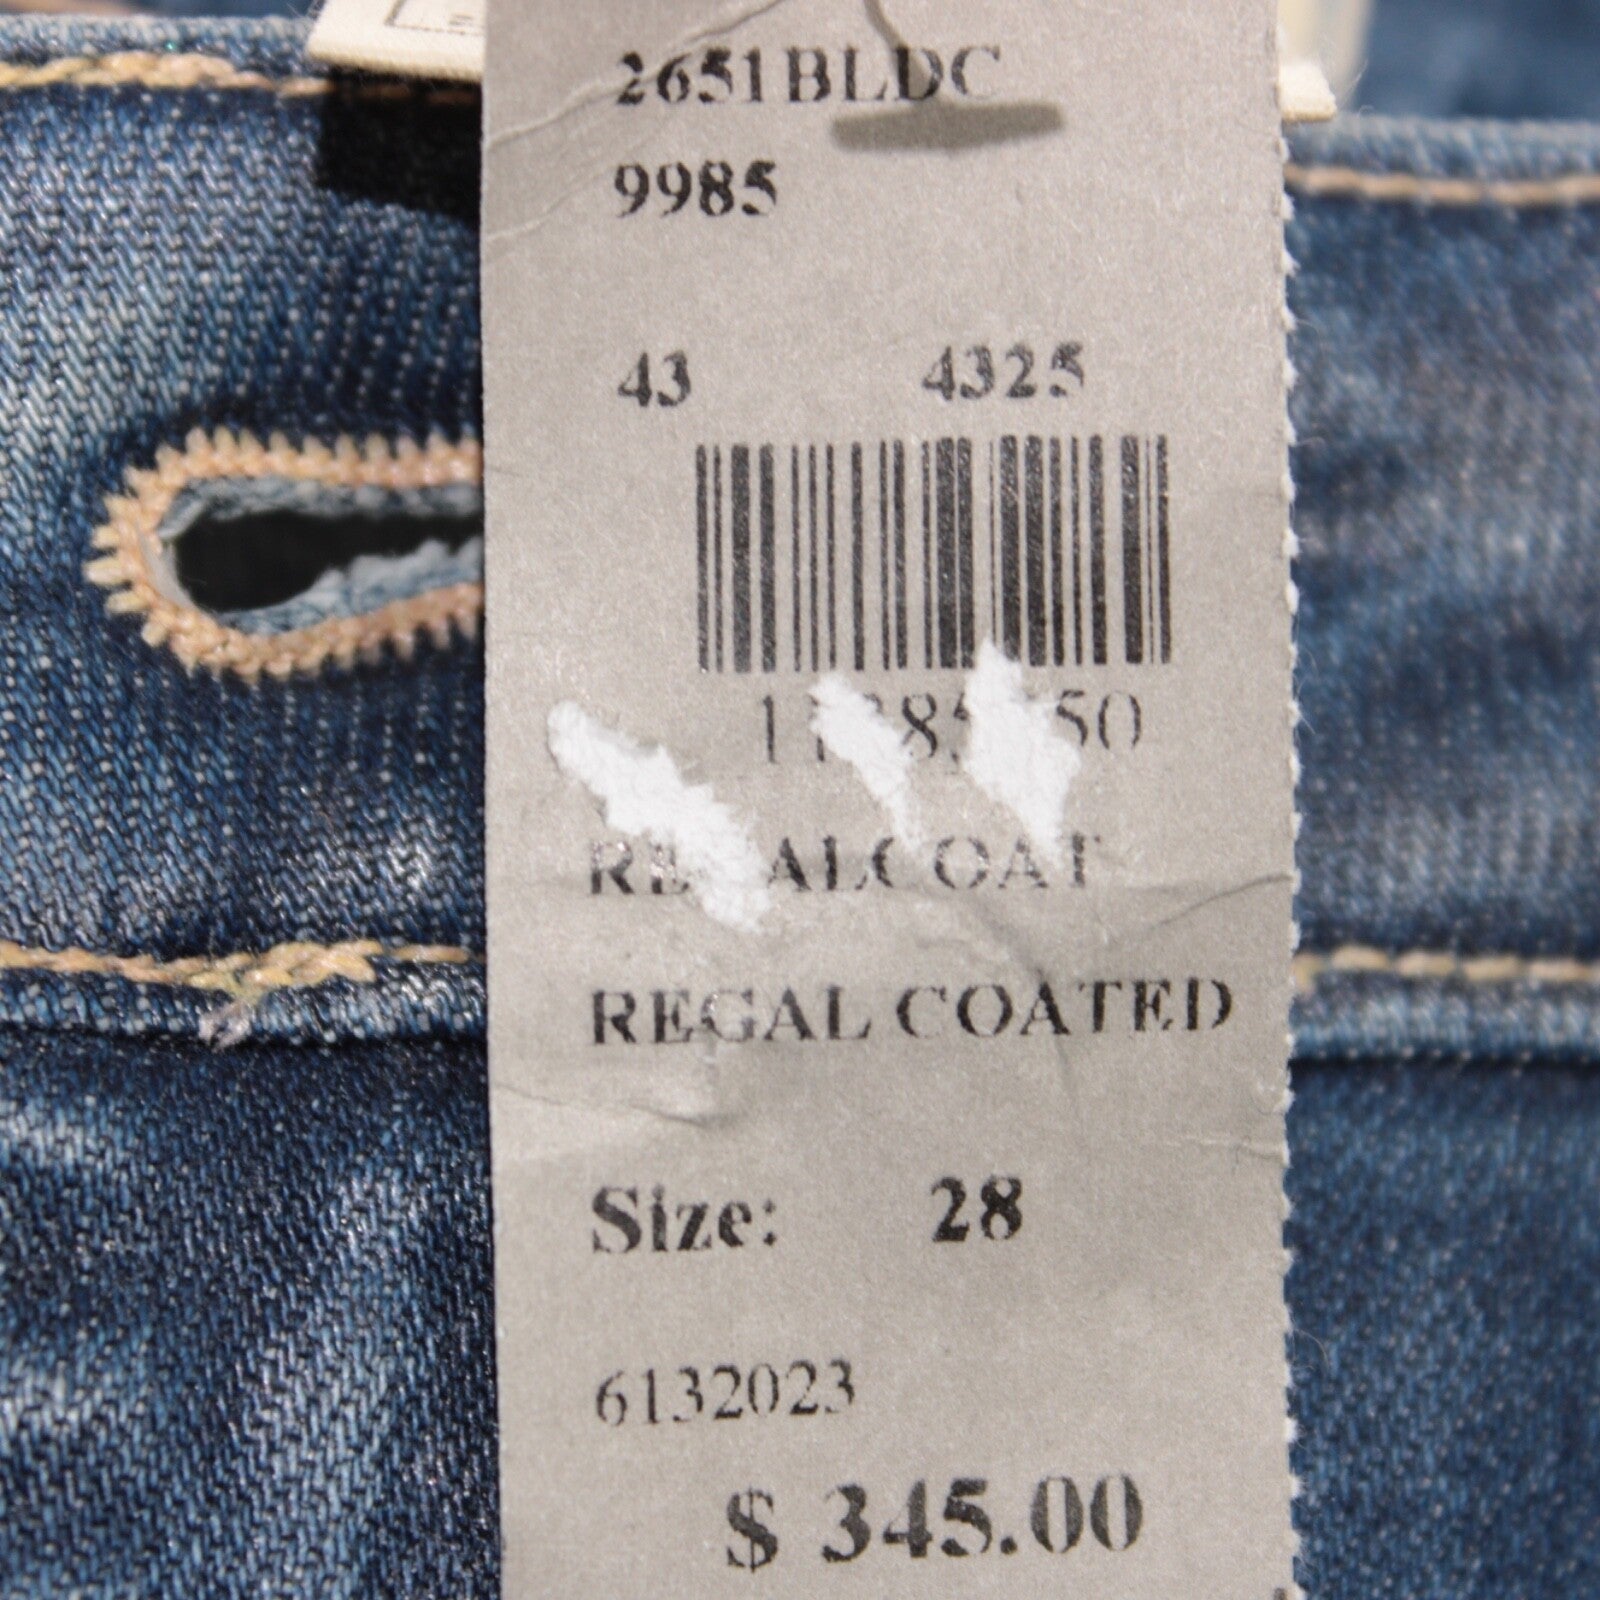 2651BLDC
9985
43 4325
REGAL COATED
Size: 28
6132023
$ 345.00